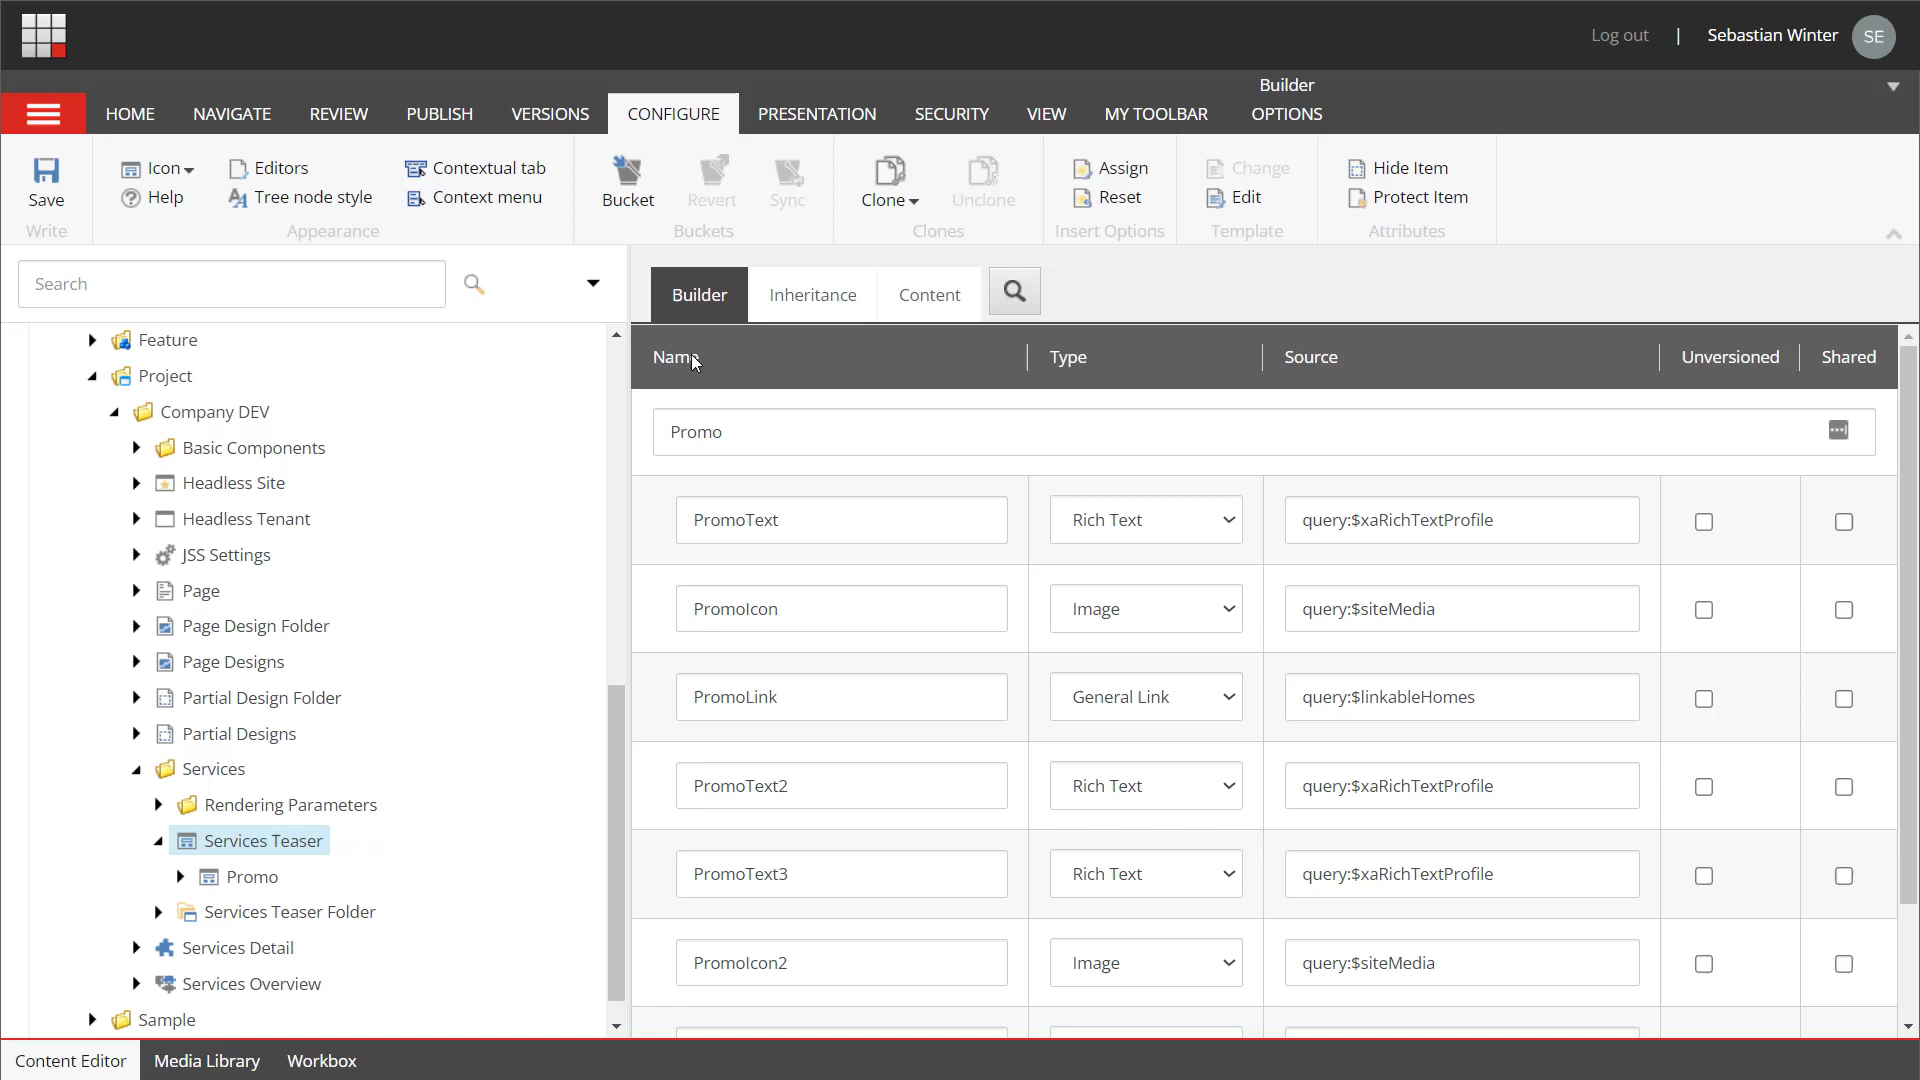 Log out | Sebastian Winter SE
Builder
HOME NAVIGATE REVIEW PUBLISH VERSIONS CONFIGURE PRESENTATION SECURITY VIEW MY TOOLBAR OPTIONS
Save
Write
Icon Editors Contextual tab
Help Tree node style Context menu
Appearance
Bucket Revert Sync
Buckets
Clone Unclone
Clones
Assign
Reset
Insert Options
Change
Edit
Template
Hide Item
Protect Item
Attributes
Search
Feature
Project
Company DEV
Basic Components
Headless Site
Headless Tenant
JSS Settings
Page
Page Design Folder
Page Designs
Partial Design Folder
Partial Designs
Services
Rendering Parameters
Services Teaser
Promo
Services Teaser Folder
Services Detail
Services Overview
Sample
Builder Inheritance Content
Name Type Source Unversioned Shared
Promo
PromoText Rich Text query:$xaRichTextProfile
PromoIcon Image query:$siteMedia
PromoLink General Link query:$linkableHomes
PromoText2 Rich Text query:$xaRichTextProfile
PromoText3 Rich Text query:$xaRichTextProfile
PromoIcon2 Image query:$siteMedia
Content Editor Media Library Workbox